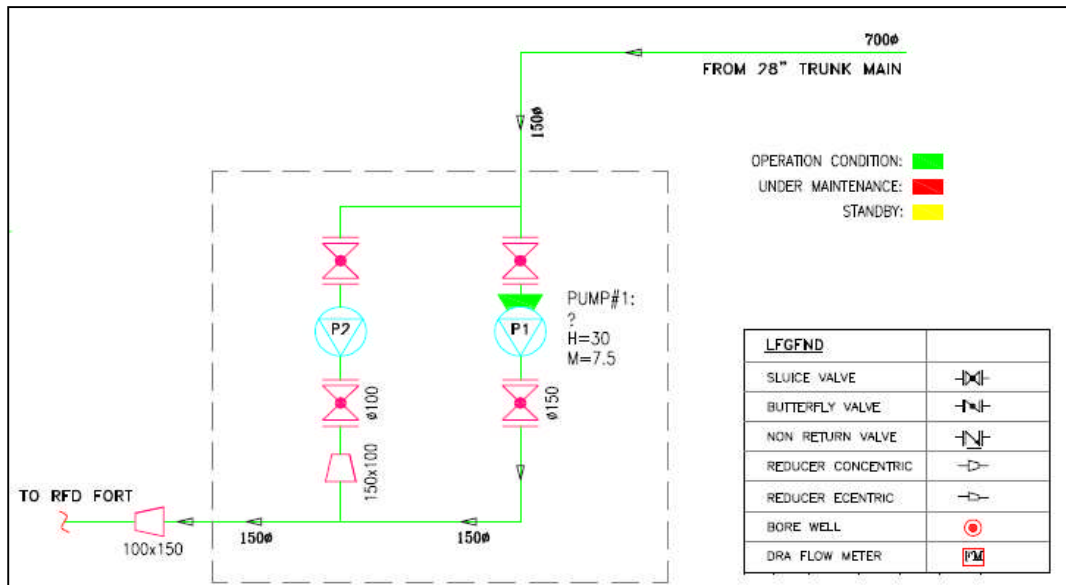 700ø
FROM 28" TRUNK MAIN
150ø
OPERATION CONDITION:
UNDER MAINTENANCE:
STANDBY:
P2
P1
PUMP#1:
?
H=30
M=7.5
ø100
ø150
150x100
TO RFD FORT
100x150
150ø
150ø
LEGEND
SLUICE VALVE
BUTTERFLY VALVE
NON RETURN VALVE
REDUCER CONCENTRIC
REDUCER ECENTRIC
BORE WELL
DRA FLOW METER
FM